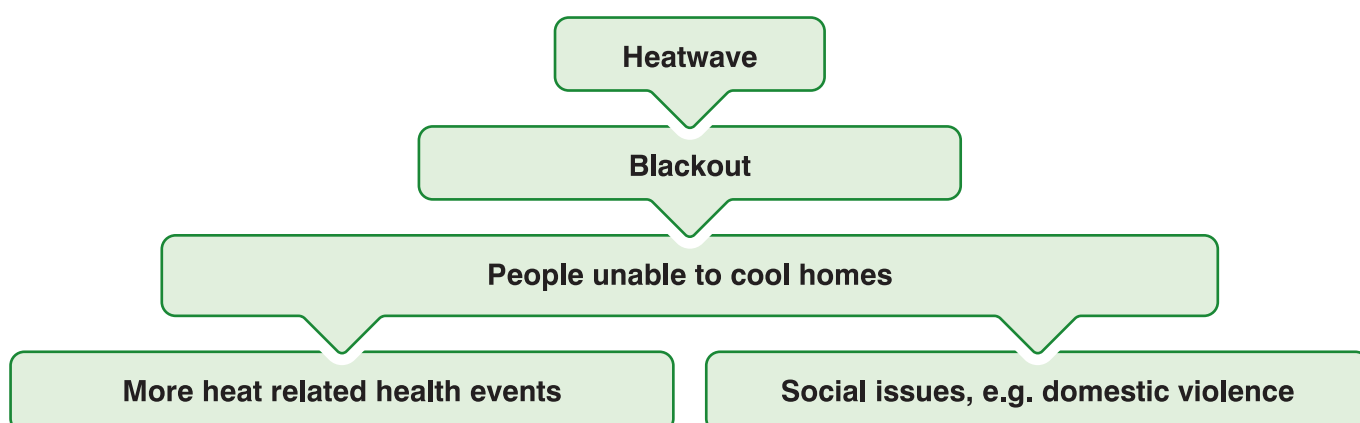 Heatwave
Blackout
People unable to cool homes
More heat related health events
Social issues, e.g. domestic violence